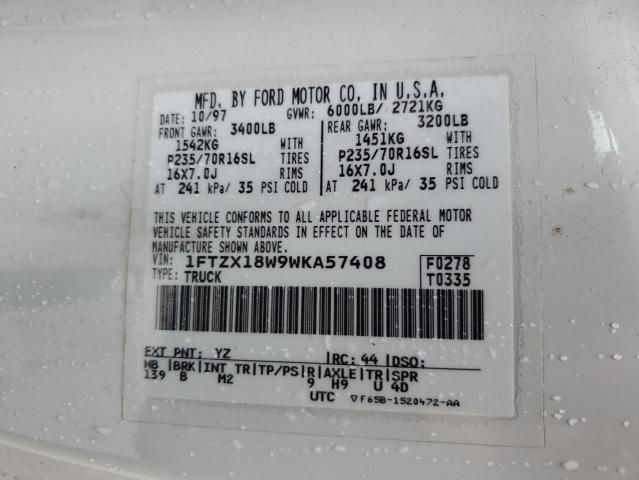 MFD. BY FORD MOTOR CO. IN U.S.A.
DATE: 10/97 GVWR: 6000LB/ 2721KG
FRONT GAWR: 3400LB REAR GAWR: 3200LB
1542KG WITH 1451KG WITH
P235/70R16SL TIRES P235/70R16SL TIRES
16X7.0J RIMS 16X7.0J RIMS
AT 241 kPa/ 35 PSI COLD AT 241 kPa/ 35 PSI COLD
THIS VEHICLE CONFORMS TO ALL APPLICABLE FEDERAL MOTOR
VEHICLE SAFETY STANDARDS IN EFFECT ON THE DATE OF
MANUFACTURE SHOWN ABOVE.
VIN: 1FTZX18W9WKA57408 F0278
TYPE: TRUCK T0335
EXT PNT: YZ RC: 44 DSO:
WB BRK INT TR TP/PS R AXLE TR SPR
139 B M2 9 H9 U 4D
UTC ▽F65B-1520472-AA